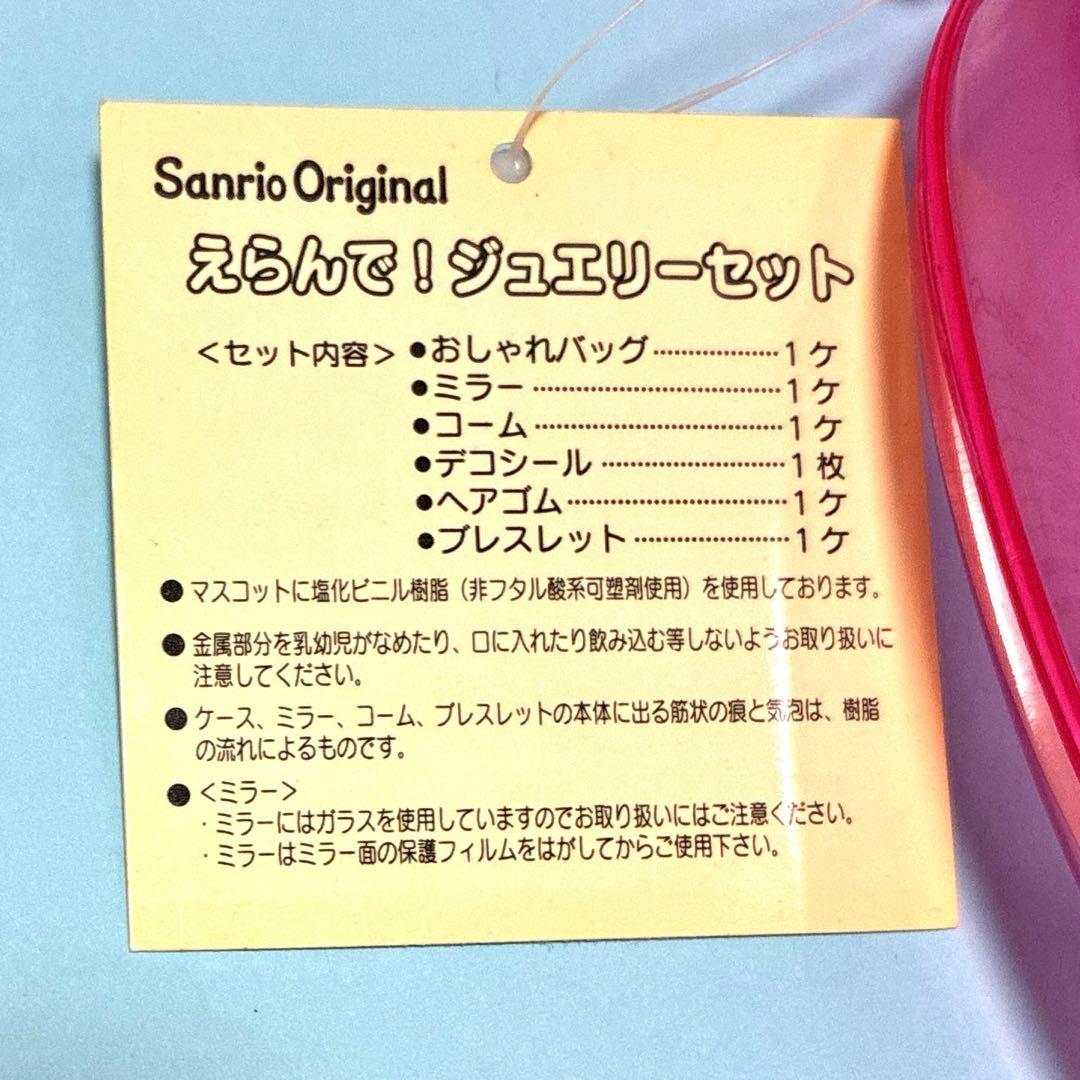 Sanrio Original
えらんで！ジュエリーセット
＜セット内容＞ ●おしゃれバッグ………………1ケ
●ミラー………………………………1ケ
●コーム………………………………1ケ
●デコシール………………………1枚
●ヘアゴム…………………………1ケ
●ブレスレット…………………1ケ
●マスコットに塩化ビニル樹脂（非フタル酸系可塑剤使用）を使用しております。
●金属部分を乳幼児がなめたり、口に入れたり飲み込む等しないようお取り扱いに
注意してください。
●ケース、ミラー、コーム、ブレスレットの本体に出る筋状の痕と気泡は、樹脂
の流れによるものです。
●＜ミラー＞
・ミラーにはガラスを使用していますのでお取り扱いにはご注意ください。
・ミラーはミラー面の保護フィルムをはがしてからご使用下さい。